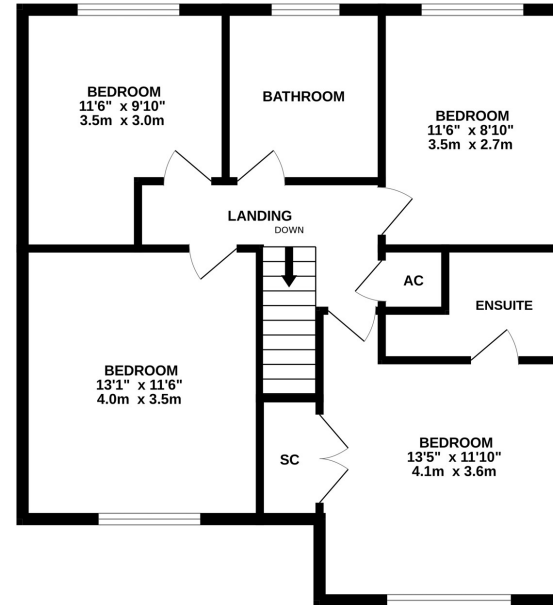 BEDROOM
11'6" x 9'10"
3.5m x 3.0m
BATHROOM
BEDROOM
11'6" x 8'10"
3.5m x 2.7m
LANDING
DOWN
AC
ENSUITE
BEDROOM
13'1" x 11'6"
4.0m x 3.5m
SC
BEDROOM
13'5" x 11'10"
4.1m x 3.6m